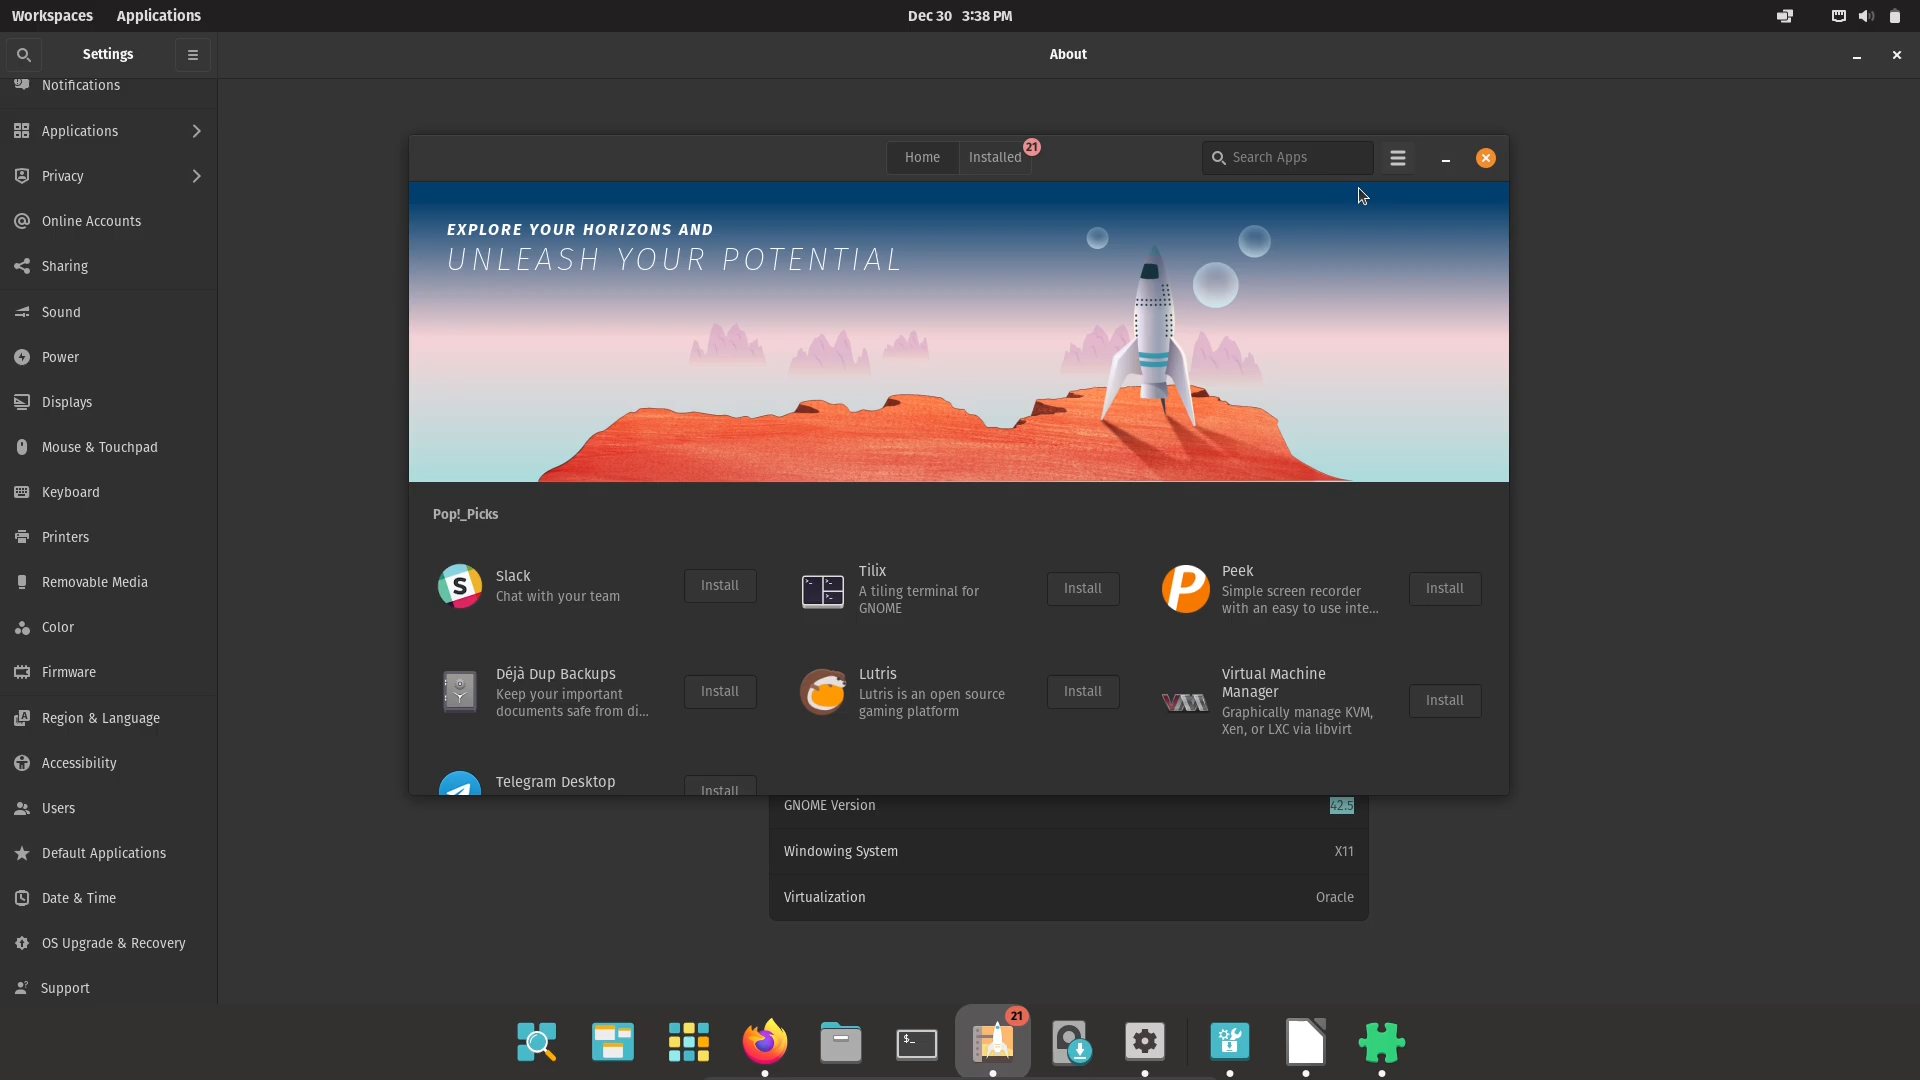 Workspaces
Applications
Dec 30 3:38 PM
Settings
About
Notifications
Applications
Privacy
Online Accounts
Sharing
Sound
Power
Displays
Mouse & Touchpad
Keyboard
Printers
Removable Media
Color
Firmware
Region & Language
Accessibility
Users
Default Applications
Date & Time
OS Upgrade & Recovery
Support
Home
Installed
21
Search Apps
EXPLORE YOUR HORIZONS AND
UNLEASH YOUR POTENTIAL
Pop!_Picks
Slack
Chat with your team
Install
Tilix
A tiling terminal for
GNOME
Install
Peek
Simple screen recorder
with an easy to use inte...
Install
Déjà Dup Backups
Keep your important
documents safe from di...
Install
Lutris
Lutris is an open source
gaming platform
Install
Virtual Machine
Manager
Graphically manage KVM,
Xen, or LXC via libvirt
Install
Telegram Desktop
Install
GNOME Version
42.5
Windowing System
X11
Virtualization
Oracle
21